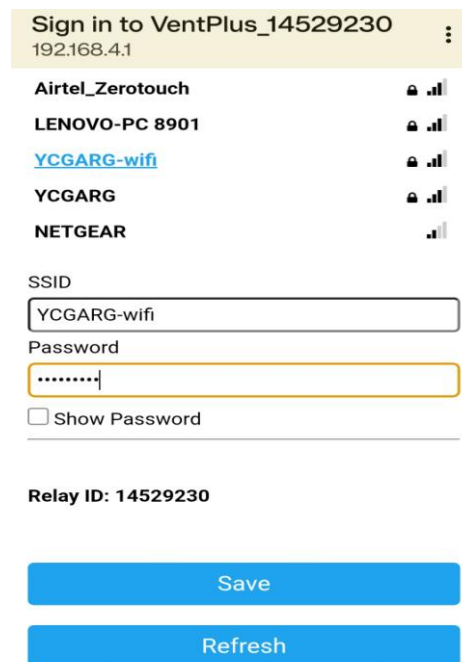 Sign in to VentPlus_14529230
192.168.4.1
Airtel_Zerotouch
LENOVO-PC 8901
YCGARG-wifi
YCGARG
NETGEAR
SSID
YCGARG-wifi
Password
•••••••••
Show Password
Relay ID: 14529230
Save
Refresh